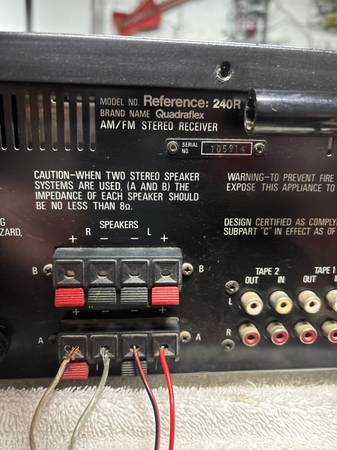 MODEL NO. Reference: 240R
BRAND NAME Quadraflex
AM/FM STEREO RECEIVER
SERIAL NO. 105914
CAUTION-WHEN TWO STEREO SPEAKER
SYSTEMS ARE USED, (A AND B) THE
IMPEDANCE OF EACH SPEAKER SHOULD
BE NO LESS THAN 8Ω.
WARNING-TO PREVENT FIRE
EXPOSE THIS APPLIANCE TO
DESIGN CERTIFIED AS COMPLY
SUBPART "C" IN EFFECT AS OF
SPEAKERS
+ R - - L +
B B
+ - - +
A A
TAPE 2 TAPE 1
OUT IN OUT IN
L
R